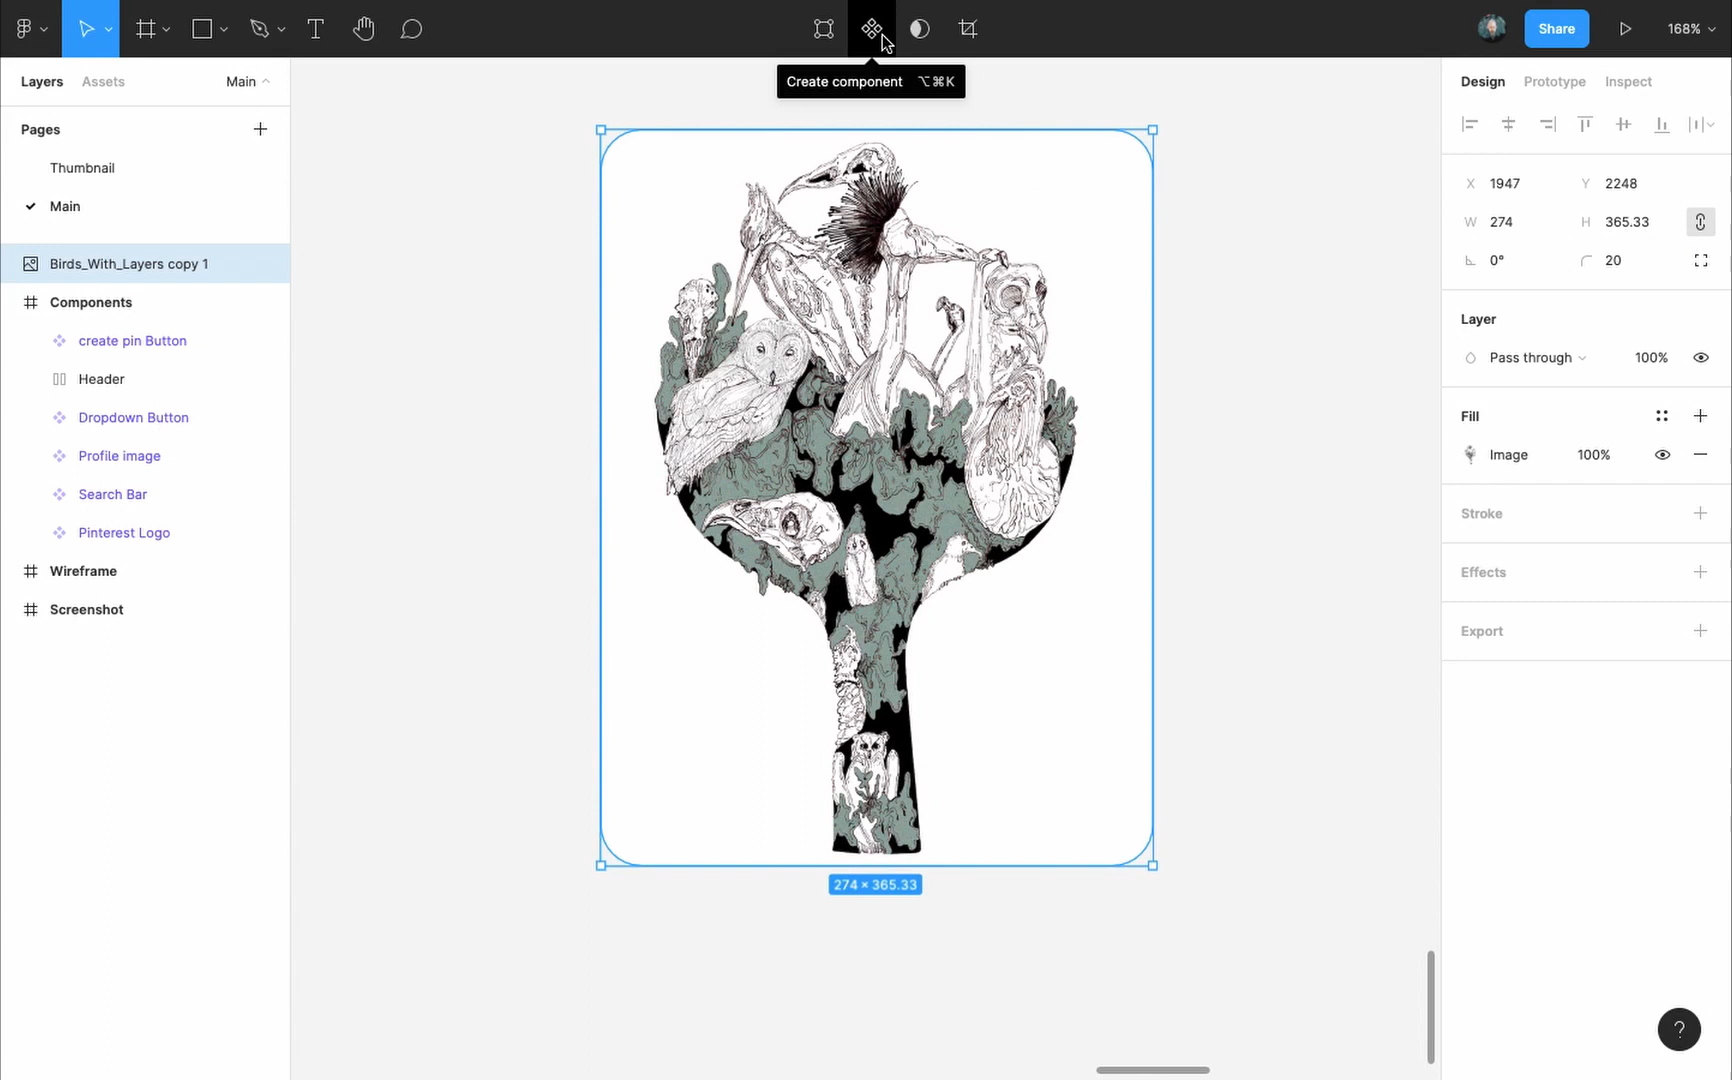 T
Share
168%
Create component ⌥⌘K
Layers
Assets
Main
Design
Prototype
Inspect
Pages
Thumbnail
Main
Birds_With_Layers copy 1
Components
create pin Button
Header
Dropdown Button
Profile image
Search Bar
Pinterest Logo
Wireframe
Screenshot
X 1947
Y 2248
W 274
H 365.33
0°
20
Layer
Pass through
100%
Fill
Image
100%
Stroke
Effects
Export
274 × 365.33
?